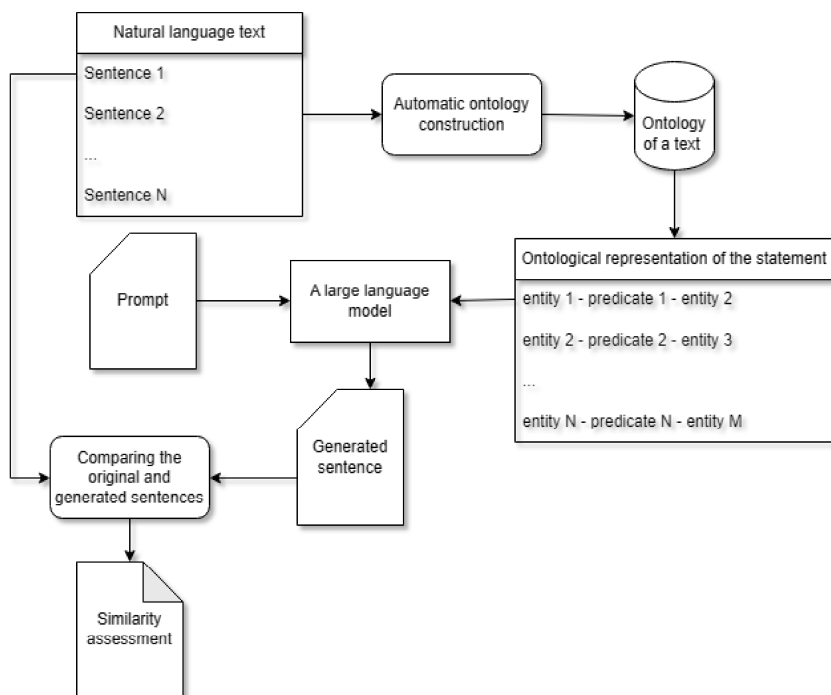 Natural language text
Sentence 1
Sentence 2
...
Sentence N
Automatic ontology
construction
Ontology
of a text
Ontological representation of the statement
entity 1 - predicate 1 - entity 2
entity 2 - predicate 2 - entity 3
...
entity N - predicate N - entity M
Prompt
A large language
model
Generated
sentence
Comparing the
original and
generated sentences
Similarity
assessment